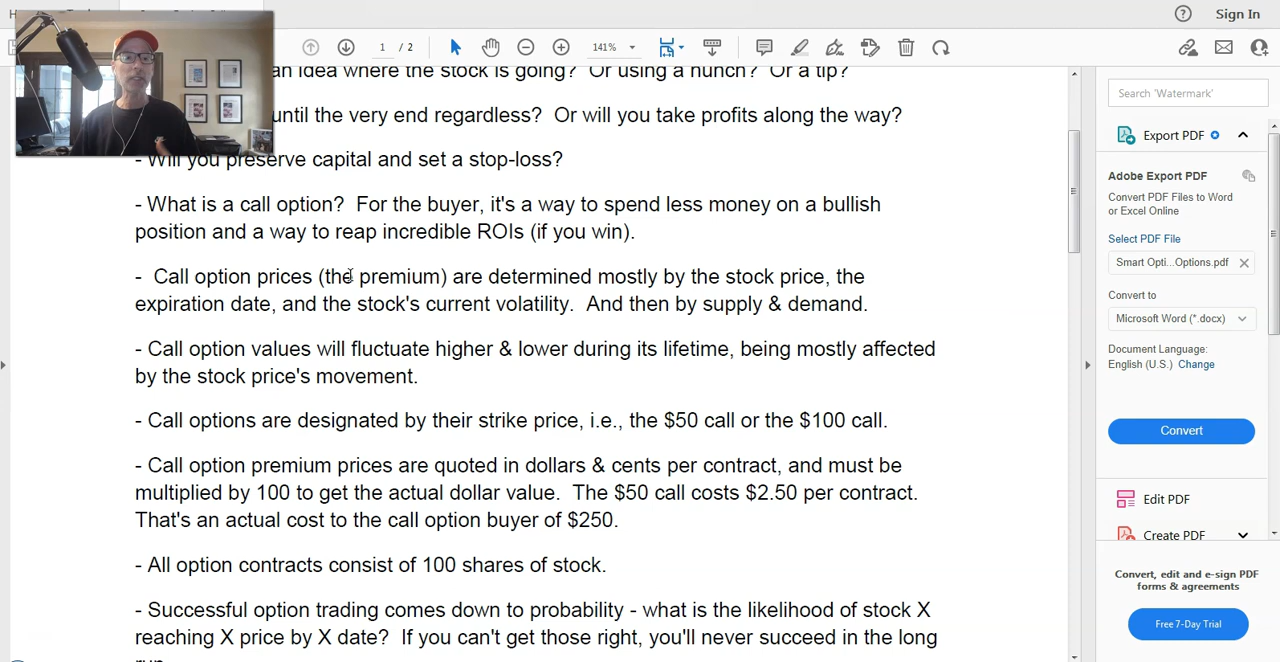 Sign In
1 / 2
141%
an idea where the stock is going? Or using a hunch? Or a tip?
until the very end regardless? Or will you take profits along the way?
- Will you preserve capital and set a stop-loss?
- What is a call option? For the buyer, it's a way to spend less money on a bullish
position and a way to reap incredible ROIs (if you win).
- Call option prices (the premium) are determined mostly by the stock price, the
expiration date, and the stock's current volatility. And then by supply & demand.
- Call option values will fluctuate higher & lower during its lifetime, being mostly affected
by the stock price's movement.
- Call options are designated by their strike price, i.e., the $50 call or the $100 call.
- Call option premium prices are quoted in dollars & cents per contract, and must be
multiplied by 100 to get the actual dollar value. The $50 call costs $2.50 per contract.
That's an actual cost to the call option buyer of $250.
- All option contracts consist of 100 shares of stock.
- Successful option trading comes down to probability - what is the likelihood of stock X
reaching X price by X date? If you can't get those right, you'll never succeed in the long
run
Search 'Watermark'
Export PDF
Adobe Export PDF
Convert PDF Files to Word
or Excel Online
Select PDF File
Smart Opti...Options.pdf
Convert to
Microsoft Word (*.docx)
Document Language:
English (U.S.) Change
Convert
Edit PDF
Create PDF
Convert, edit and e-sign PDF
forms & agreements
Free 7-Day Trial